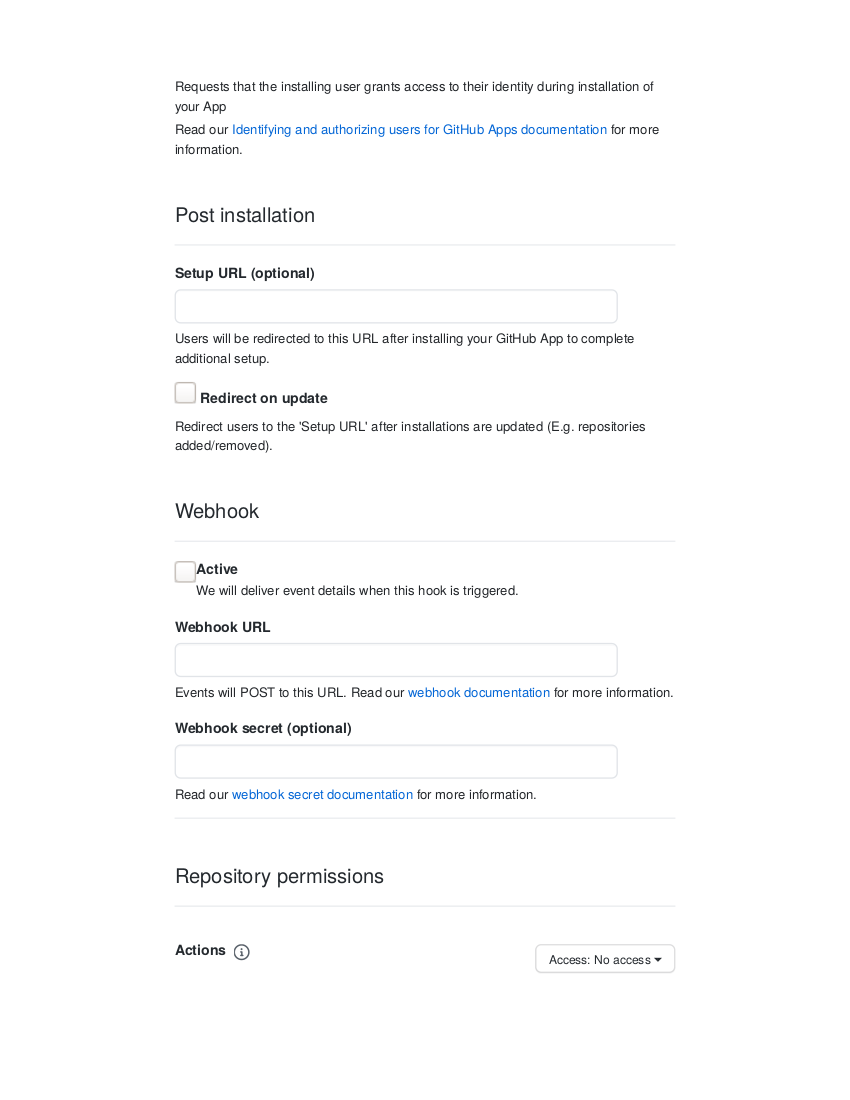 Requests that the installing user grants access to their identity during installation of
your App
Read our Identifying and authorizing users for GitHub Apps documentation for more
information.
Post installation
Setup URL (optional)
Users will be redirected to this URL after installing your GitHub App to complete
additional setup.
Redirect on update
Redirect users to the 'Setup URL' after installations are updated (E.g. repositories
added/removed).
Webhook
Active
We will deliver event details when this hook is triggered.
Webhook URL
Events will POST to this URL. Read our webhook documentation for more information.
Webhook secret (optional)
Read our webhook secret documentation for more information.
Repository permissions
Actions
Access: No access